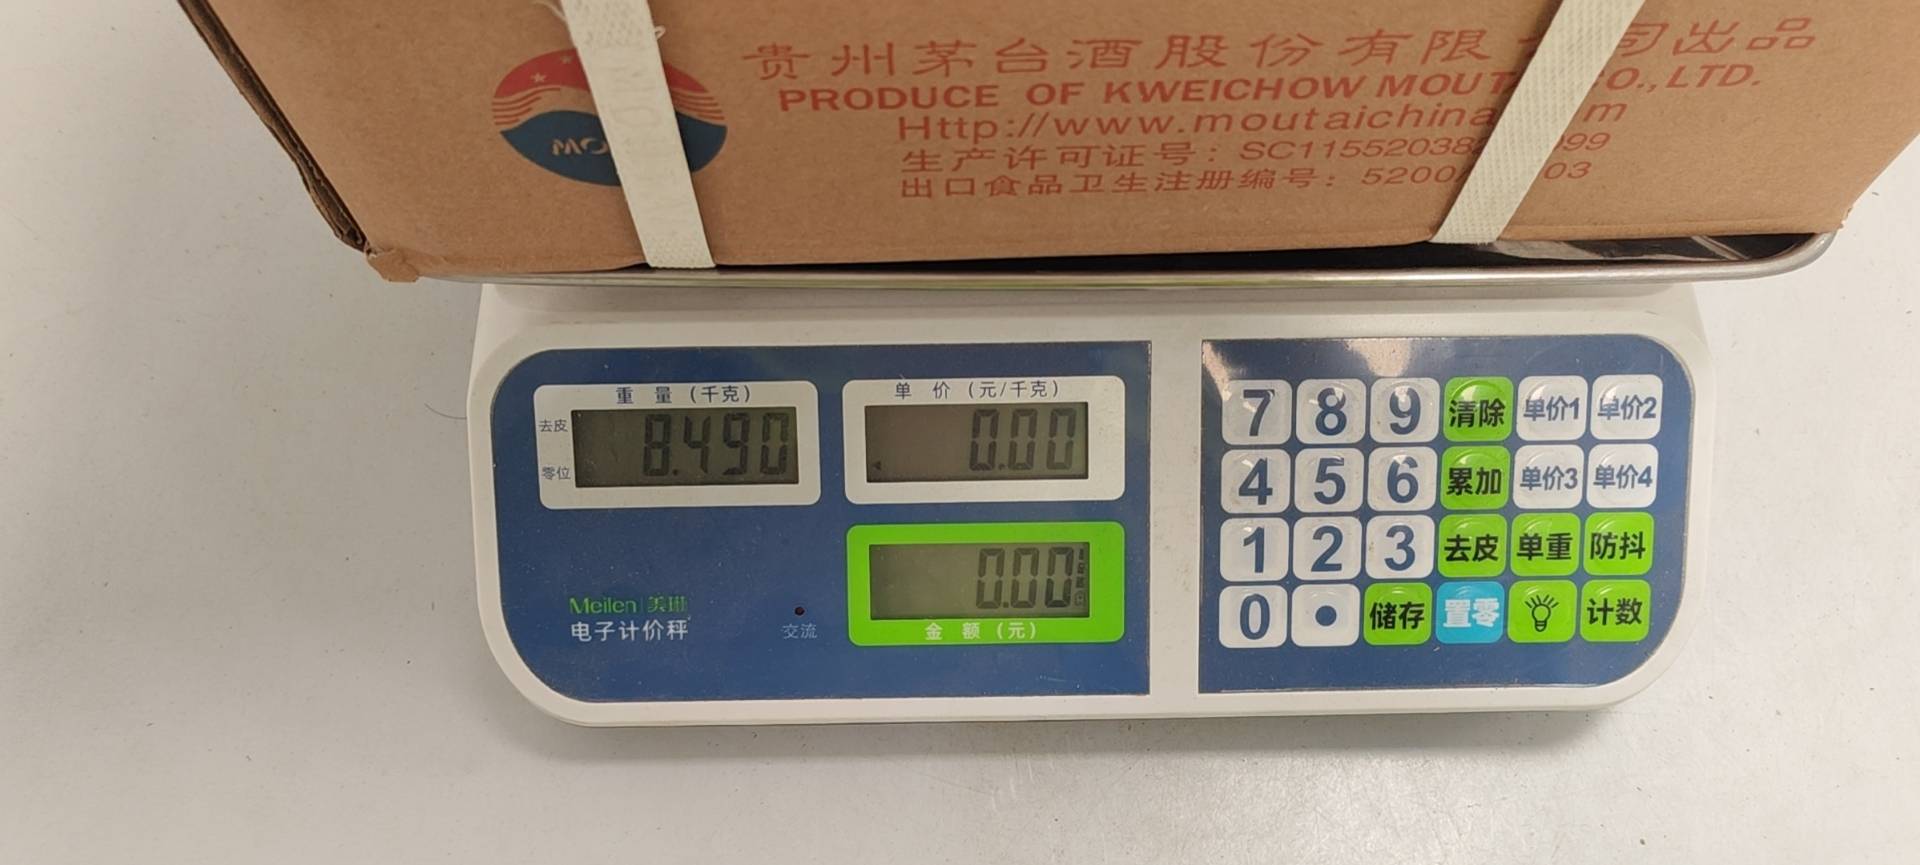 贵州茅台酒股份有限 司出品
PRODUCE OF KWEICHOW MOUT CO., LTD.
Http://www.moutaichina m
生产许可证号: SC11552038 99
出口食品卫生注册编号: 5200 03
MO
重 量 (千克)
去皮
零位
8.490
单 价 (元/千克)
0.00
0.00
金 额 (元)
Meilen 美琳
电子计价秤
交流
7 8 9 清除 单价1 单价2
4 5 6 累加 单价3 单价4
1 2 3 去皮 单重 防抖
0 • 储存 置零 计数